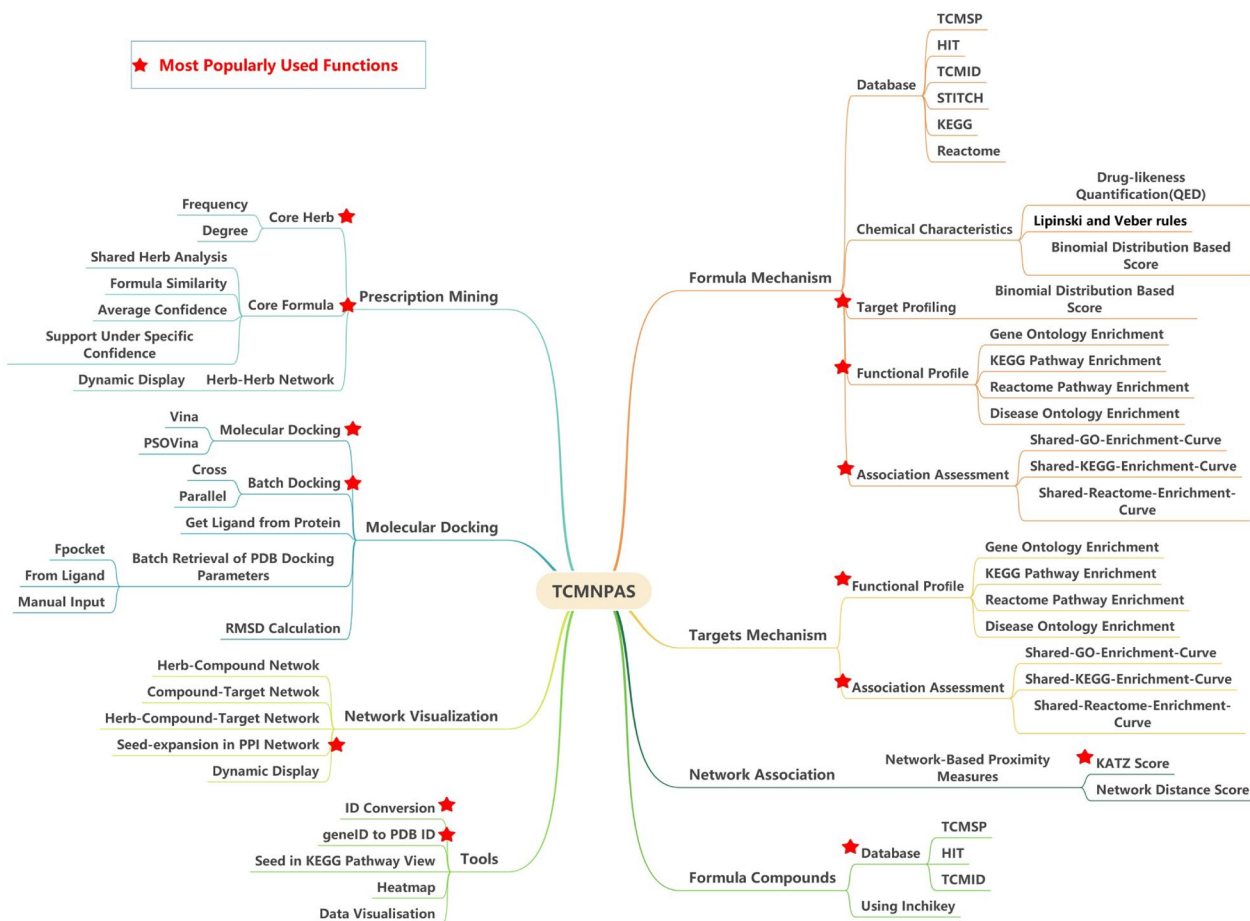 Most Popularly Used Functions
TCMNPAS
Prescription Mining
Core Herb
Frequency
Degree
Core Formula
Shared Herb Analysis
Formula Similarity
Average Confidence
Support Under Specific
Confidence
Herb-Herb Network
Dynamic Display
Molecular Docking
Molecular Docking
Vina
PSOVina
Batch Docking
Cross
Parallel
Get Ligand from Protein
Batch Retrieval of PDB Docking
Parameters
Fpocket
From Ligand
Manual Input
RMSD Calculation
Network Visualization
Herb-Compound Netwok
Compound-Target Netwok
Herb-Compound-Target Network
Seed-expansion in PPI Network
Dynamic Display
Tools
ID Conversion
geneID to PDB ID
Seed in KEGG Pathway View
Heatmap
Data Visualisation
Formula Mechanism
Database
TCMSP
HIT
TCMID
STITCH
KEGG
Reactome
Chemical Characteristics
Drug-likeness
Quantification(QED)
Lipinski and Veber rules
Binomial Distribution Based
Score
Target Profiling
Binomial Distribution Based
Score
Functional Profile
Gene Ontology Enrichment
KEGG Pathway Enrichment
Reactome Pathway Enrichment
Disease Ontology Enrichment
Association Assessment
Shared-GO-Enrichment-Curve
Shared-KEGG-Enrichment-Curve
Shared-Reactome-Enrichment-
Curve
Targets Mechanism
Functional Profile
Gene Ontology Enrichment
KEGG Pathway Enrichment
Reactome Pathway Enrichment
Disease Ontology Enrichment
Association Assessment
Shared-GO-Enrichment-Curve
Shared-KEGG-Enrichment-Curve
Shared-Reactome-Enrichment-
Curve
Network Association
Network-Based Proximity
Measures
KATZ Score
Network Distance Score
Formula Compounds
Database
TCMSP
HIT
TCMID
Using Inchikey